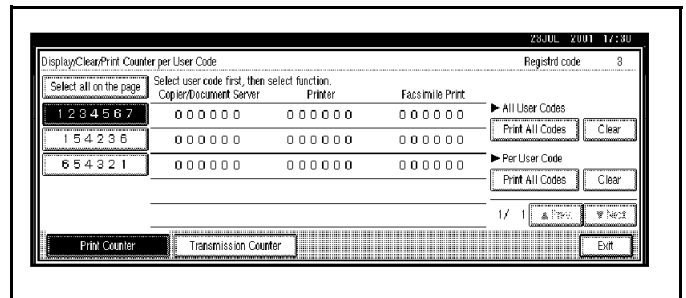 23JUL 2001 17:30
Display/Clear/Print Counter per User Code Registrd code 3
Select all on the page Select user code first, then select function.
Copier/Document Server Printer Facsimile Print
1234567 000000 000000 000000
► All User Codes
Print All Codes Clear
154236 000000 000000 000000
► Per User Code
654321 000000 000000 000000
Print All Codes Clear
1/ 1 ▲ Prev. ▼ Next
Print Counter Transmission Counter Exit